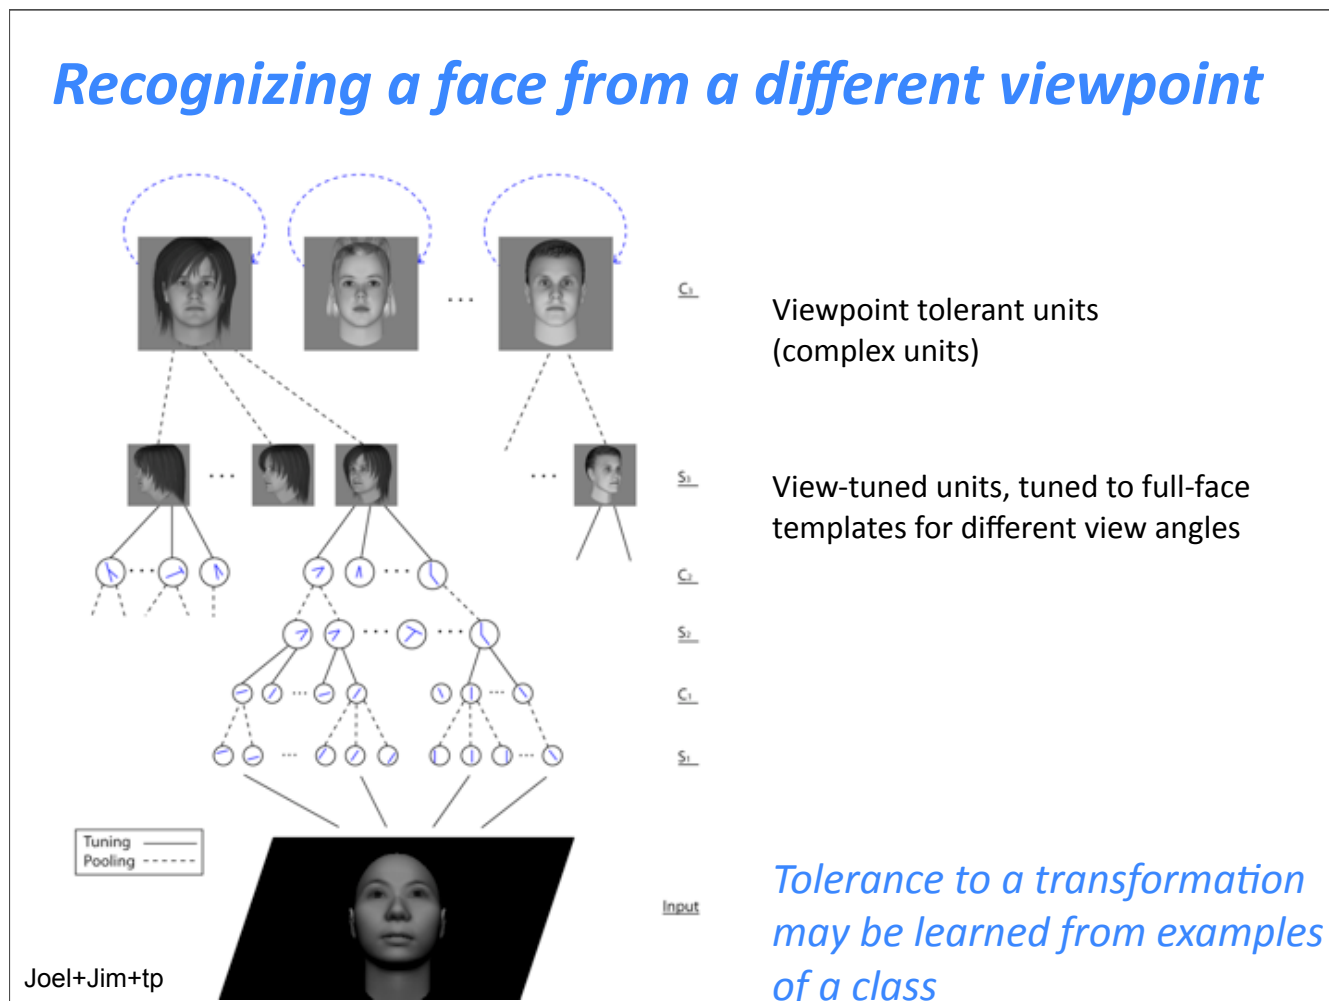 Recognizing a face from a different viewpoint
C₃
Viewpoint tolerant units
(complex units)
S₃
View-tuned units, tuned to full-face
templates for different view angles
C₂
S₂
C₁
S₁
Tuning
Pooling
Input
Tolerance to a transformation
may be learned from examples
of a class
Joel+Jim+tp